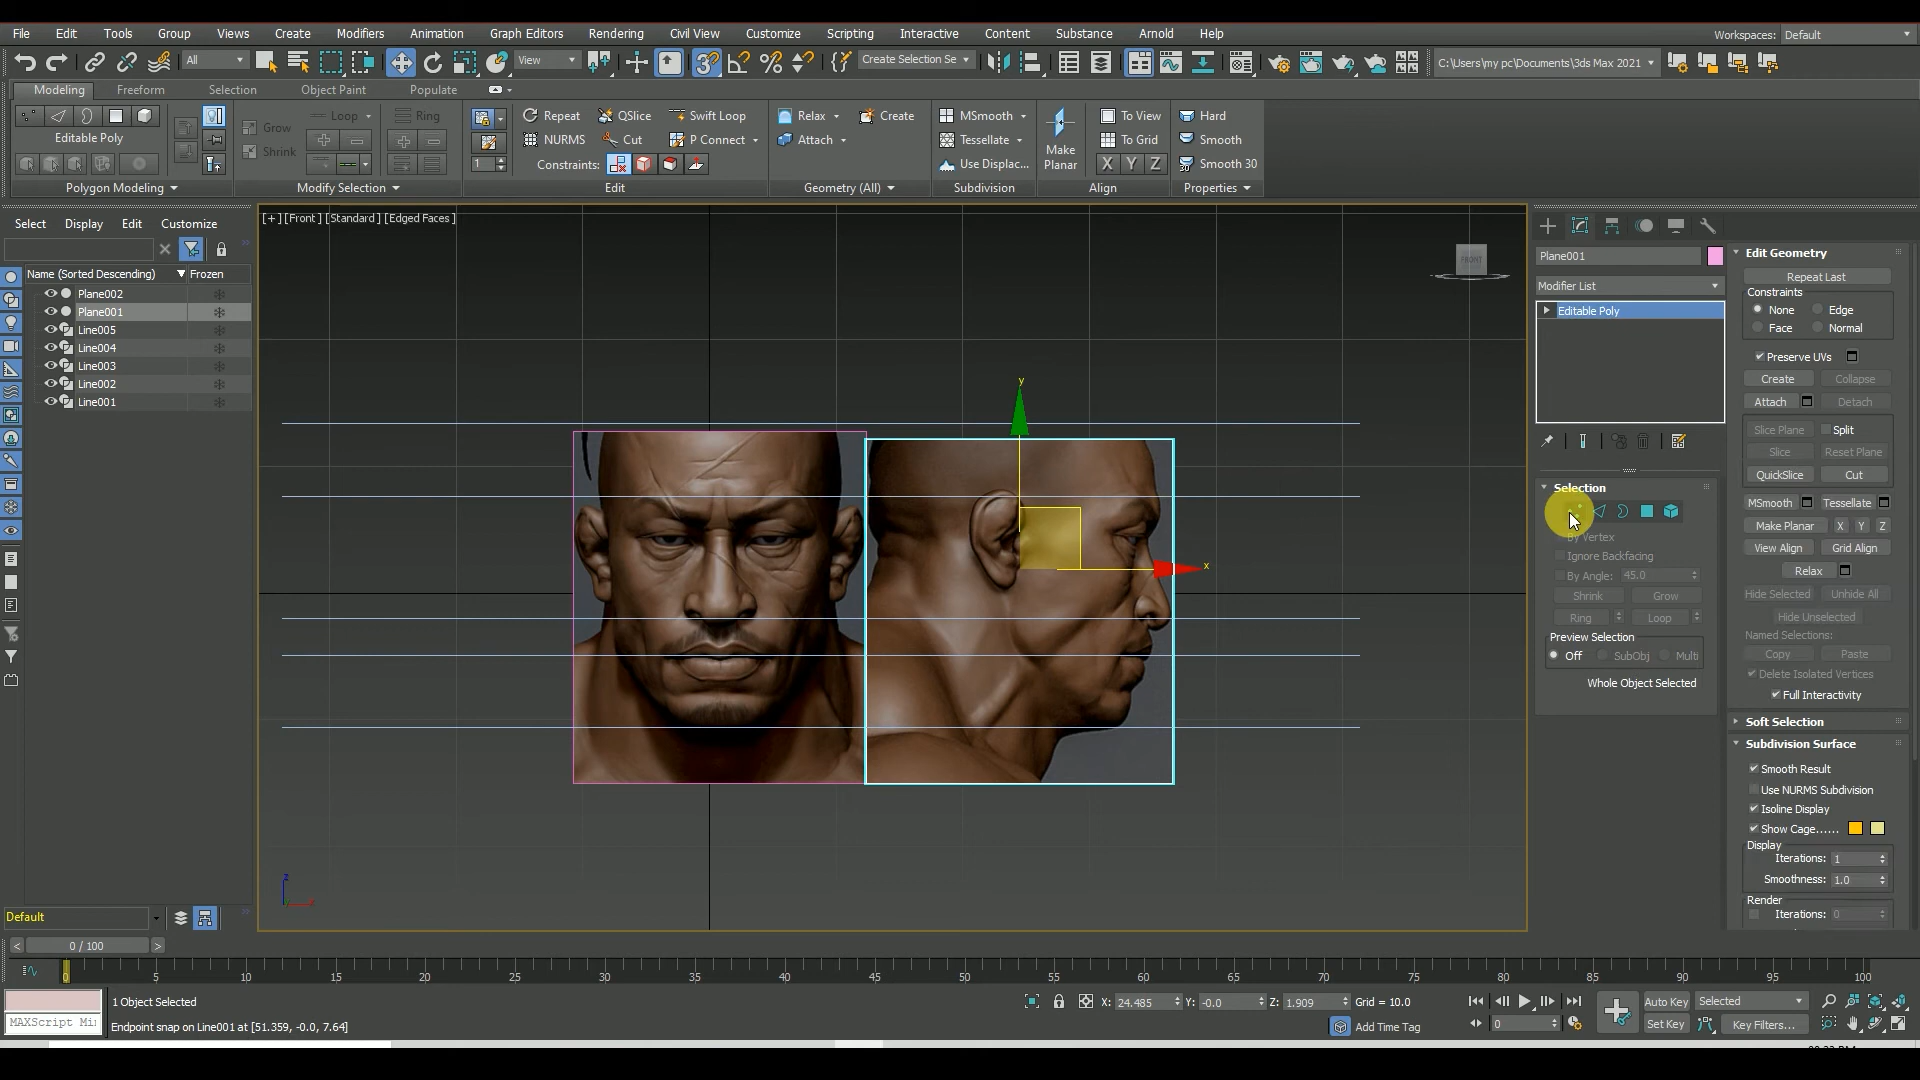 File Edit Tools Group Views Create Modifiers Animation Graph Editors Rendering Civil View Customize Scripting Interactive Content Substance Arnold Help
Workspaces: Default
All View Create Selection Se C:\Users\my pc\Documents\3ds Max 2021
Modeling Freeform Selection Object Paint Populate
Grow Loop Ring Repeat QSlice Swift Loop Relax Create MSmooth To View Hard
Editable Poly NURMS Cut P Connect Attach Tessellate To Grid Smooth
Shrink 1 Constraints: Use Displac... Make Planar X Y Z Smooth 30
Polygon Modeling Modify Selection Edit Geometry (All) Subdivision Align Properties
Select Display Edit Customize
[+] [Front ] [Standard ] [Edged Faces ]
Name (Sorted Descending) Frozen
Plane002
Plane001
Line005
Line004
Line003
Line002
Line001
FRONT
y
x
z
Default
Plane001
Modifier List
Editable Poly
Selection
By Vertex
Ignore Backfacing
By Angle: 45.0
Shrink Grow
Ring Loop
Preview Selection
Off SubObj Multi
Whole Object Selected
Edit Geometry
Repeat Last
Constraints
None Edge
Face Normal
Preserve UVs
Create Collapse
Attach Detach
Slice Plane Split
Slice Reset Plane
QuickSlice Cut
MSmooth Tessellate
Make Planar X Y Z
View Align Grid Align
Relax
Hide Selected Unhide All
Hide Unselected
Named Selections:
Copy Paste
Delete Isolated Vertices
Full Interactivity
Soft Selection
Subdivision Surface
Smooth Result
Use NURMS Subdivision
Isoline Display
Show Cage......
Display
Iterations: 1
Smoothness: 1.0
Render
Iterations: 0
< 0 / 100 >
0 5 10 15 20 25 30 35 40 45 50 55 60 65 70 75 80 85 90 95 100
1 Object Selected X: 24.485 Y: -0.0 Z: 1.909 Grid = 10.0 Auto Key Selected
MAXScript Mi Endpoint snap on Line001 at [51.359, -0.0, 7.64] Add Time Tag 0 Set Key Key Filters...